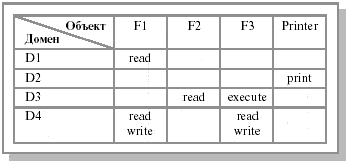 Объект F1 F2 F3 Printer
Домен
D1 read
D2 print
D3 read execute
D4 read read
write write